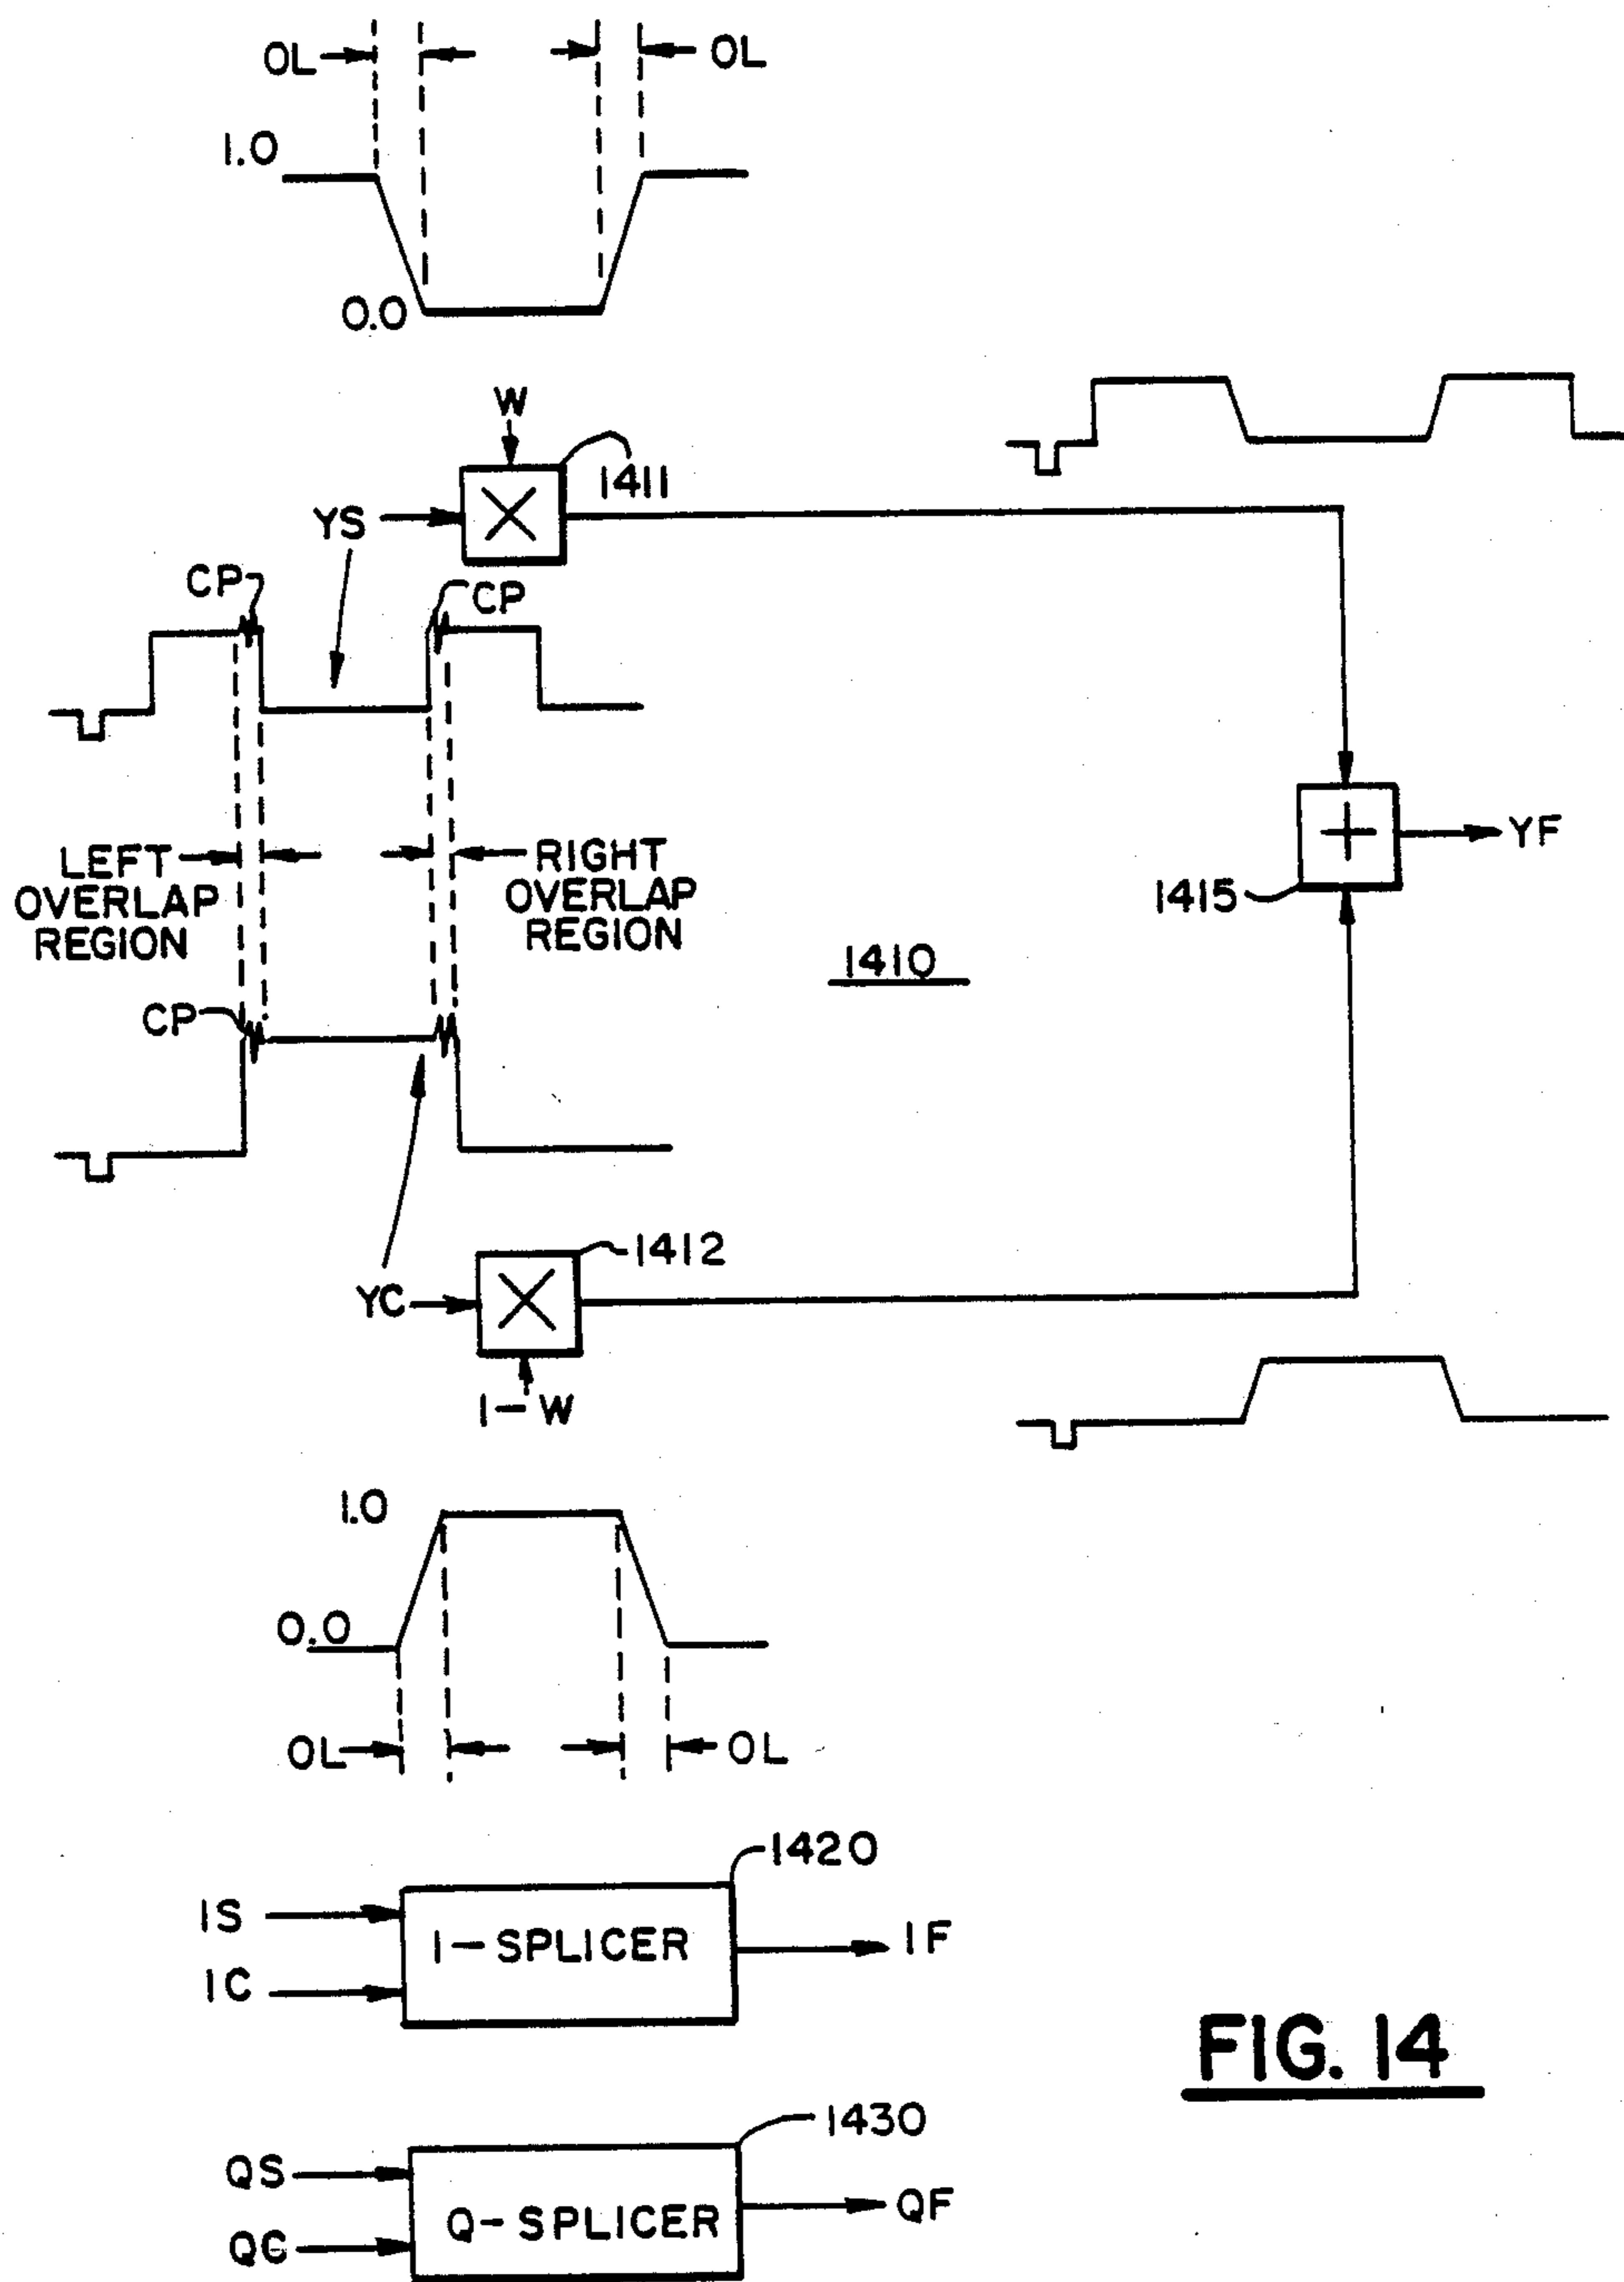 OL
OL
1.0
0.0
W
1411
YS
CP
CP
LEFT
OVERLAP
REGION
RIGHT
OVERLAP
REGION
YF
1415
1410
CP
1412
YC
1-W
1.0
0.0
OL
OL
1420
IS
I-SPLICER
IF
IC
FIG. 14
1430
QS
Q-SPLICER
QF
QC